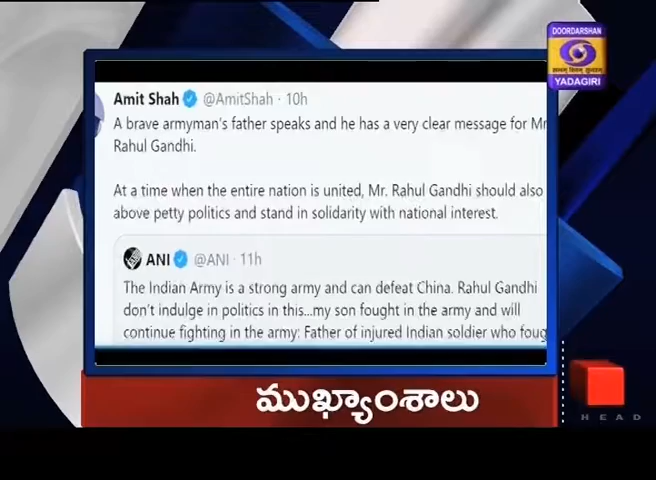 DOORDARSHAN
सत्यम् शिवम् सुन्दरम्
YADAGIRI
Amit Shah @AmitShah · 10h
A brave armyman's father speaks and he has a very clear message for Mr
Rahul Gandhi.
At a time when the entire nation is united, Mr. Rahul Gandhi should also
above petty politics and stand in solidarity with national interest.
ANI @ANI · 11h
The Indian Army is a strong army and can defeat China. Rahul Gandhi
don't indulge in politics in this...my son fought in the army and will
continue fighting in the army: Father of injured Indian soldier who foug
ముఖ్యాంశాలు
HEAD